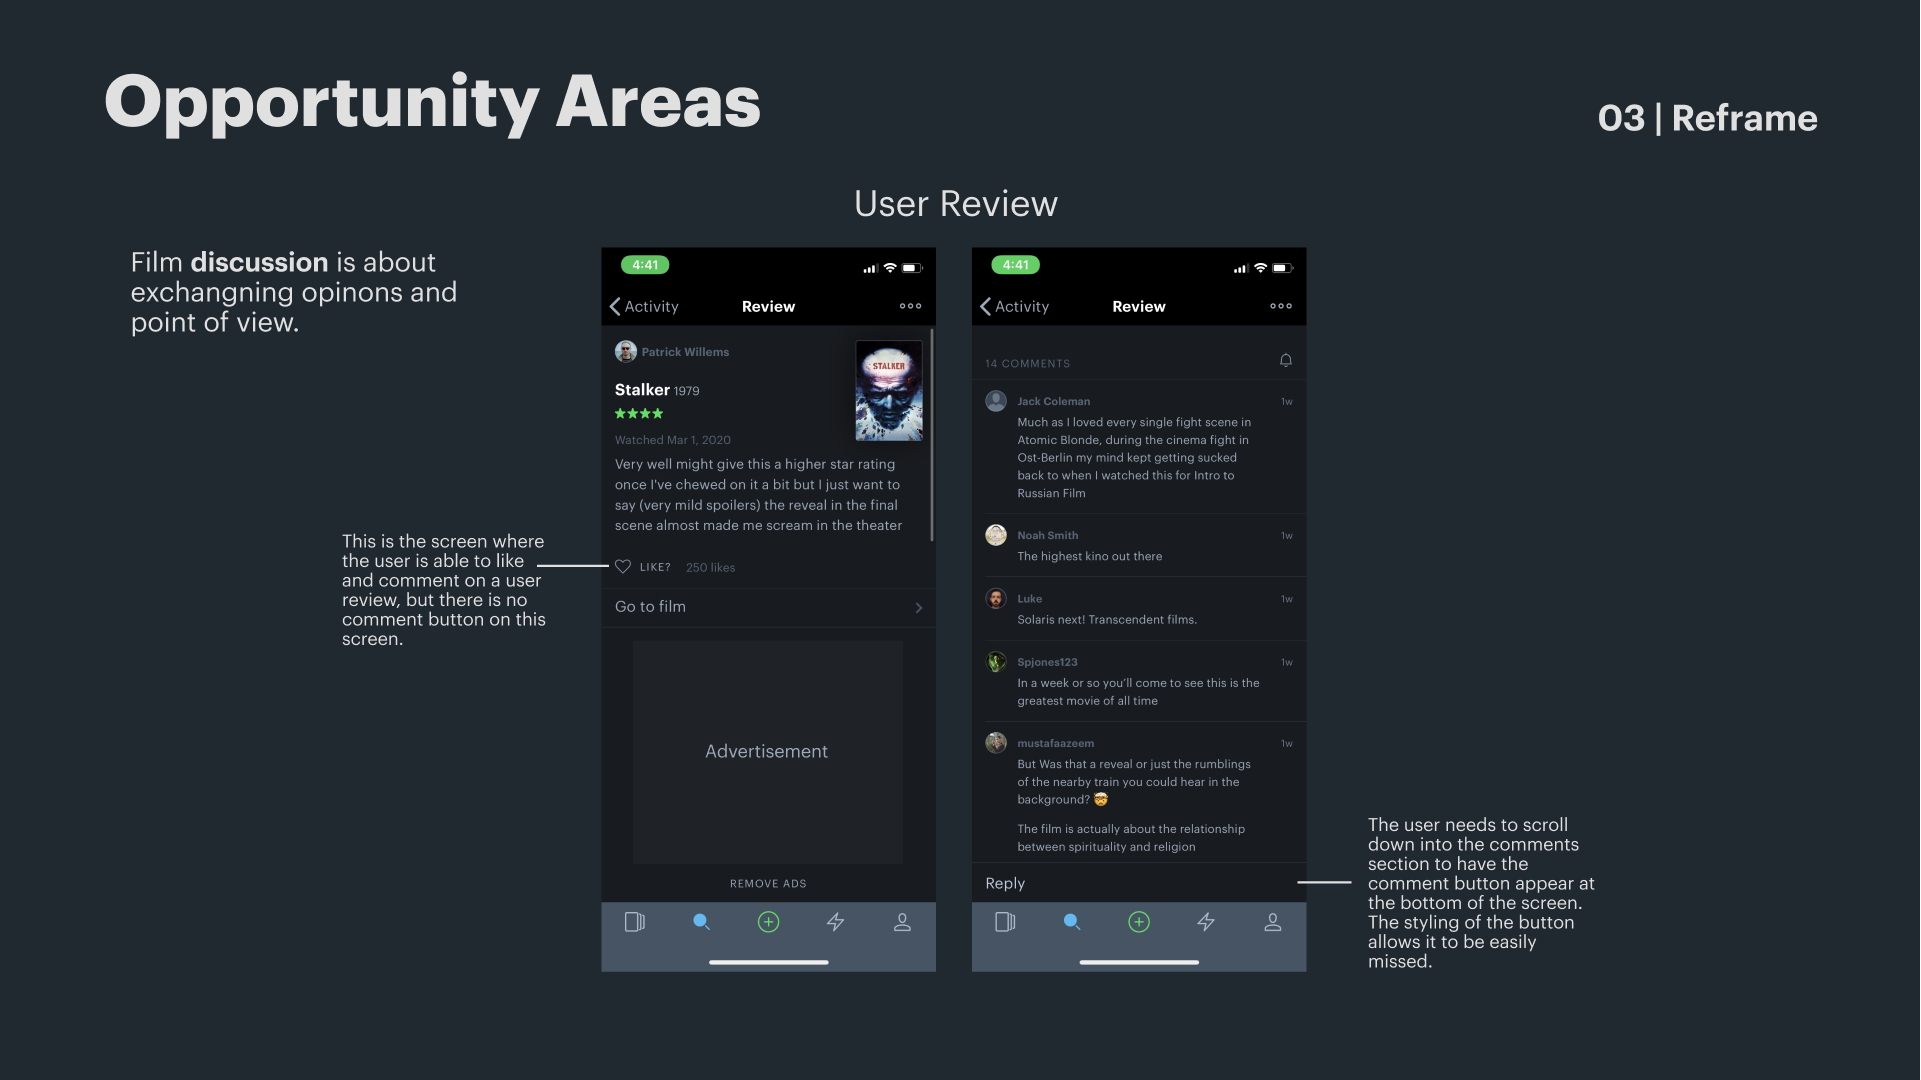 Opportunity Areas
03 | Reframe
User Review
Film discussion is about
exchangning opinons and
point of view.
This is the screen where
the user is able to like
and comment on a user
review, but there is no
comment button on this
screen.
4:41
Activity
Review
Patrick Willems
Stalker 1979
★★★★
STALKER
Watched Mar 1, 2020
Very well might give this a higher star rating
once I've chewed on it a bit but I just want to
say (very mild spoilers) the reveal in the final
scene almost made me scream in the theater
LIKE? 250 likes
Go to film
Advertisement
REMOVE ADS
4:41
Activity
Review
14 COMMENTS
Jack Coleman 1w
Much as I loved every single fight scene in
Atomic Blonde, during the cinema fight in
Ost-Berlin my mind kept getting sucked
back to when I watched this for Intro to
Russian Film
Noah Smith 1w
The highest kino out there
Luke 1w
Solaris next! Transcendent films.
Spjones123 1w
In a week or so you'll come to see this is the
greatest movie of all time
mustafaazeem 1w
But Was that a reveal or just the rumblings
of the nearby train you could hear in the
background? 🤯
The film is actually about the relationship
between spirituality and religion
Reply
The user needs to scroll
down into the comments
section to have the
comment button appear at
the bottom of the screen.
The styling of the button
allows it to be easily
missed.